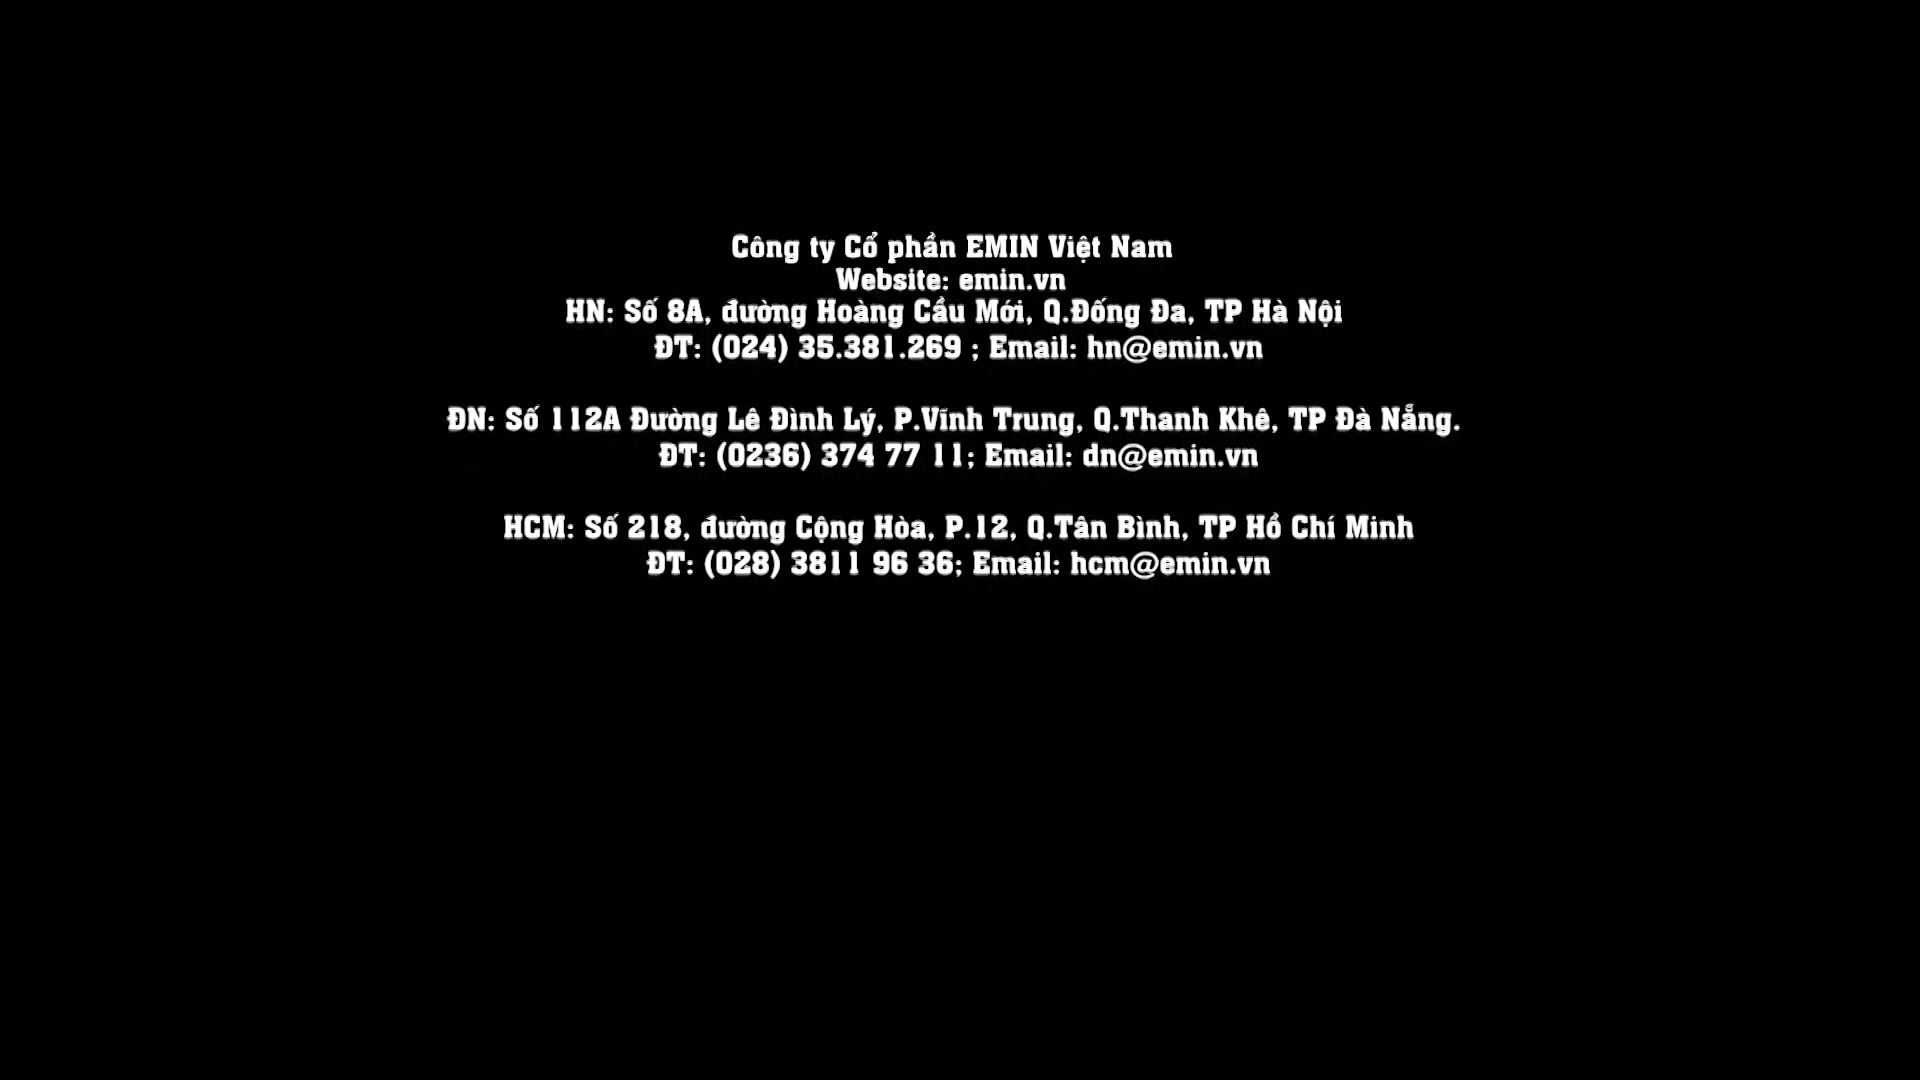 Công ty Cổ phần EMIN Việt Nam
Website: emin.vn
HN: Số 8A, đường Hoàng Cầu Mới, Q.Đống Đa, TP Hà Nội
ĐT: (024) 35.381.269 ; Email: hn@emin.vn
ĐN: Số 112A Đường Lê Đình Lý, P.Vĩnh Trung, Q.Thanh Khê, TP Đà Nẵng.
ĐT: (0236) 374 77 11; Email: dn@emin.vn
HCM: Số 218, đường Cộng Hòa, P.12, Q.Tân Bình, TP Hồ Chí Minh
ĐT: (028) 3811 96 36; Email: hcm@emin.vn